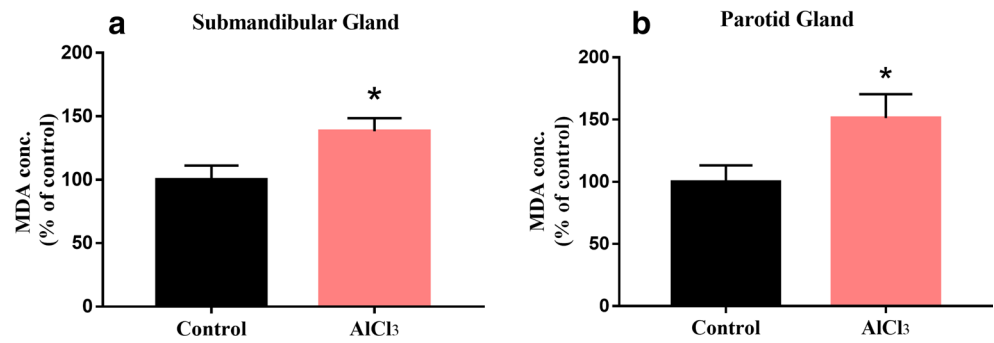 a
Submandibular Gland
MDA conc.
(% of control)
200
150
100
50
0
*
Control
AlCl₃
b
Parotid Gland
MDA conc.
(% of control)
200
150
100
50
0
*
Control
AlCl₃